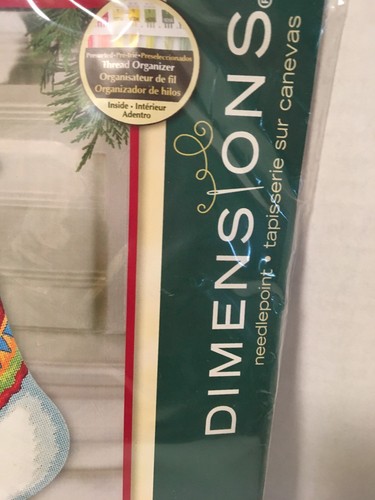 Presorted • Pre-trié • Preseleccionados
Thread Organizer
Organisateur de fil
Organizador de hilos
Inside • Intérieur
Adentro
DIMENSIONS®
needlepoint • tapisserie sur canevas